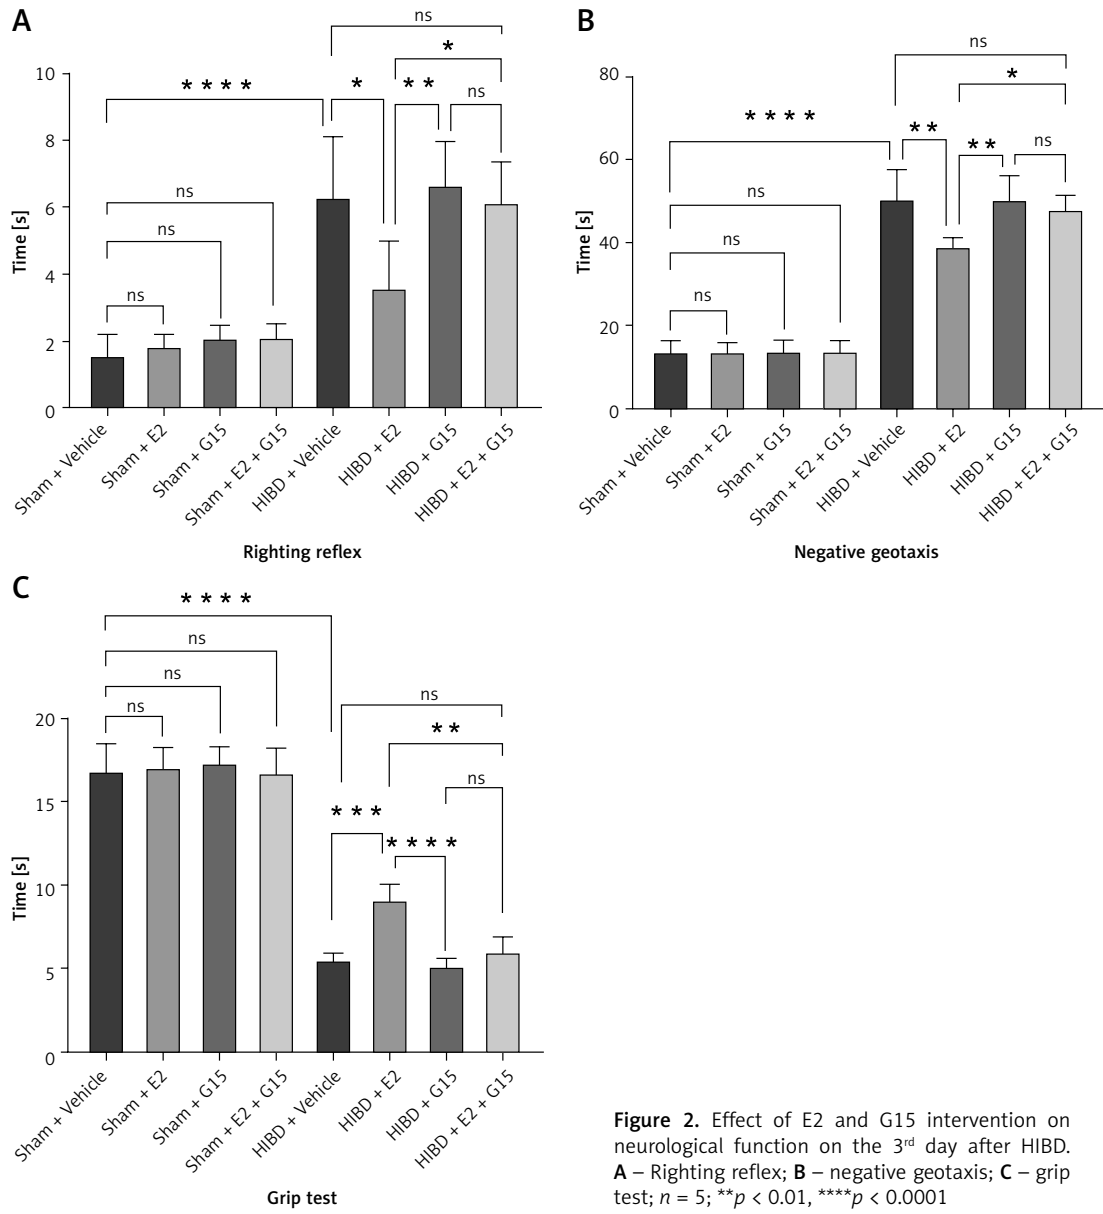 A
ns
*
* * * *
*
* *
ns
ns
ns
ns
10
8
6
4
2
0
Time [s]
Sham + Vehicle
Sham + E2
Sham + G15
Sham + E2 + G15
HIBD + Vehicle
HIBD + E2
HIBD + G15
HIBD + E2 + G15
Righting reflex
B
ns
*
* * * *
* *
* *
ns
ns
ns
ns
80
60
40
20
0
Time [s]
Sham + Vehicle
Sham + E2
Sham + G15
Sham + E2 + G15
HIBD + Vehicle
HIBD + E2
HIBD + G15
HIBD + E2 + G15
Negative geotaxis
C
* * * *
ns
ns
ns
ns
* *
ns
* * *
* * * *
20
15
10
5
0
Time [s]
Sham + Vehicle
Sham + E2
Sham + G15
Sham + E2 + G15
HIBD + Vehicle
HIBD + E2
HIBD + G15
HIBD + E2 + G15
Grip test
Figure 2. Effect of E2 and G15 intervention on
neurological function on the 3rd day after HIBD.
A – Righting reflex; B – negative geotaxis; C – grip
test; n = 5; **p < 0.01, ****p < 0.0001